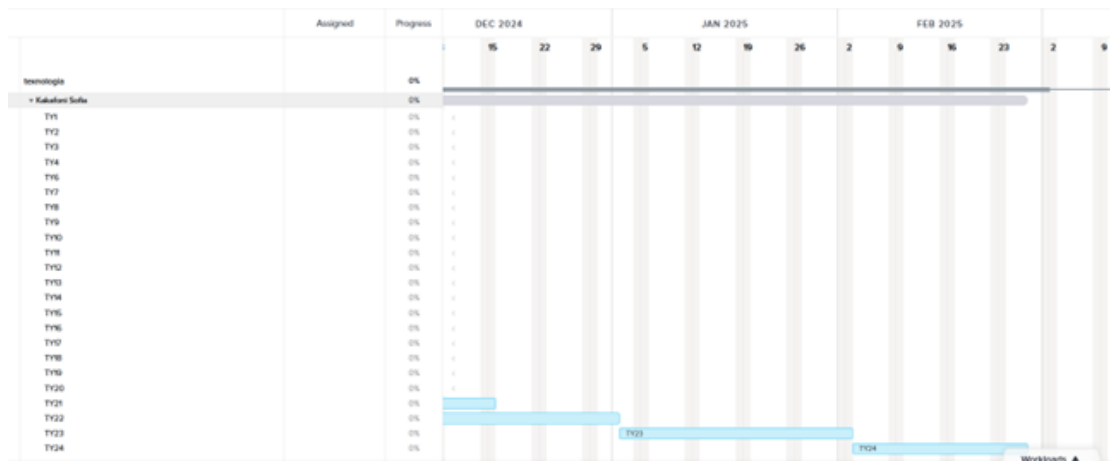 Assigned Progress DEC 2024 JAN 2025 FEB 2025
15 22 29 5 12 19 26 2 9 16 23 2 9
texnologia 0%
Kakafoni Sofia 0%
TY1 0%
TY2 0%
TY3 0%
TY4 0%
TY6 0%
TY7 0%
TY8 0%
TY9 0%
TY10 0%
TY11 0%
TY12 0%
TY13 0%
TY14 0%
TY15 0%
TY16 0%
TY17 0%
TY18 0%
TY19 0%
TY20 0%
TY21 0%
TY22 0%
TY23 0% TY23
TY24 0% TY24
Workloads